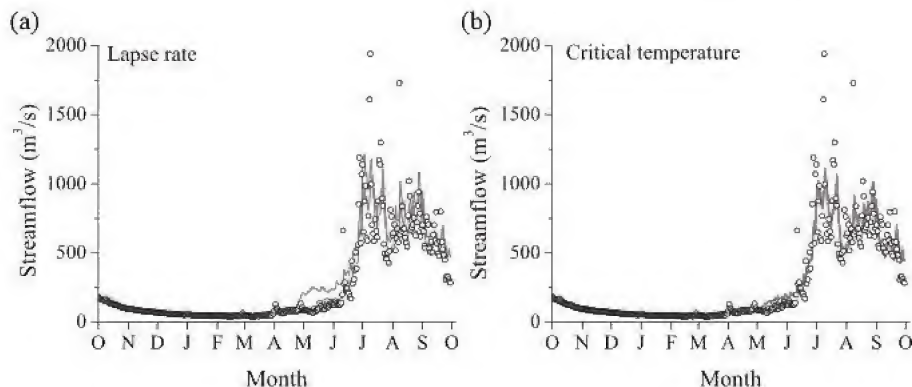 (a)
Lapse rate
2000
1500
1000
500
0
Streamflow (m³/s)
O N D J F M A M J J A S O
Month
(b)
Critical temperature
2000
1500
1000
500
0
Streamflow (m³/s)
O N D J F M A M J J A S O
Month